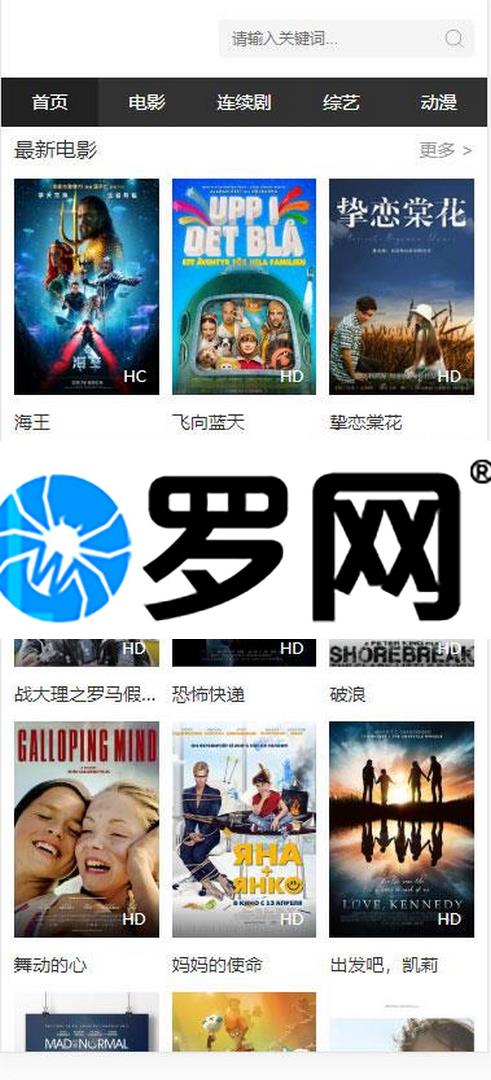 请输入关键词...
首页 电影 连续剧 综艺 动漫
最新电影 更多 >
UPP I
DET BLÅ
ETT ÄVENTYR FÖR HELA FAMILJEN
挚恋棠花
海王
HC HD HD
海王 飞向蓝天 挚恋棠花
罗网®
HD HD HD
SHOREBREAK
战大理之罗马假... 恐怖快递 破浪
GALLOPING MIND
ЯНА
+
ЯНКО
В КИНО С 13 АПРЕЛЯ
LOVE, KENNEDY
HD HD HD
舞动的心 妈妈的使命 出发吧，凯莉
MAD TO BE NORMAL